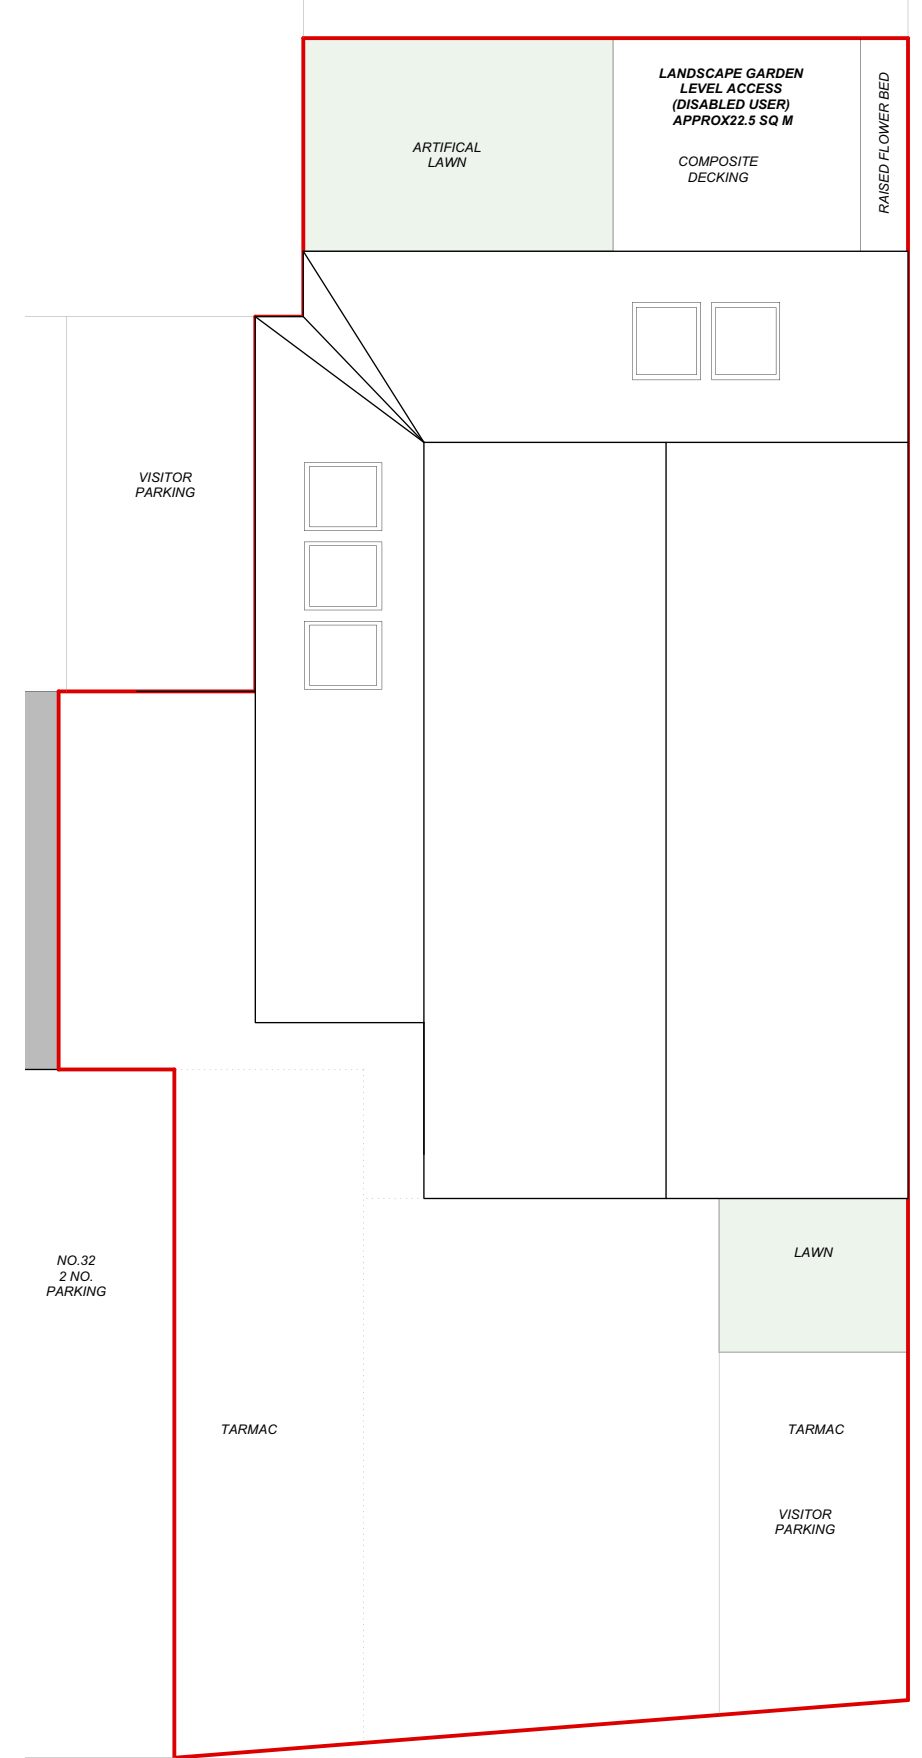 LANDSCAPE GARDEN
LEVEL ACCESS
(DISABLED USER)
APPROX22.5 SQ M
ARTIFICAL
LAWN
COMPOSITE
DECKING
RAISED FLOWER BED
VISITOR
PARKING
LAWN
NO.32
2 NO.
PARKING
TARMAC
TARMAC
VISITOR
PARKING